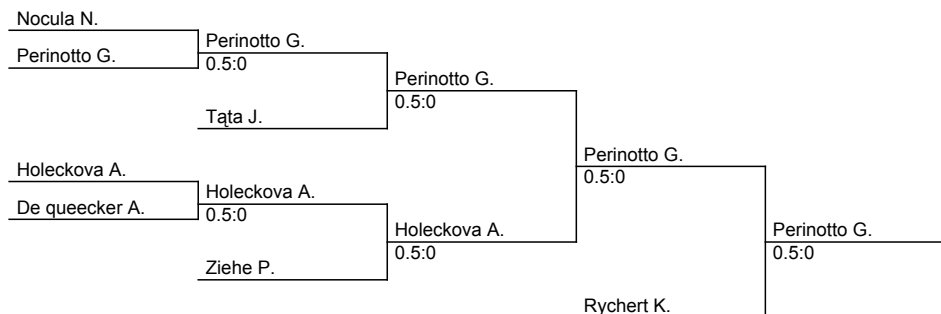 Nocula N.
Perinotto G.
Perinotto G.
0.5:0
Perinotto G.
0.5:0
Tąta J.
Perinotto G.
0.5:0
Holeckova A.
Holeckova A.
De queecker A.
0.5:0
Holeckova A.
0.5:0
Perinotto G.
0.5:0
Ziehe P.
Rychert K.